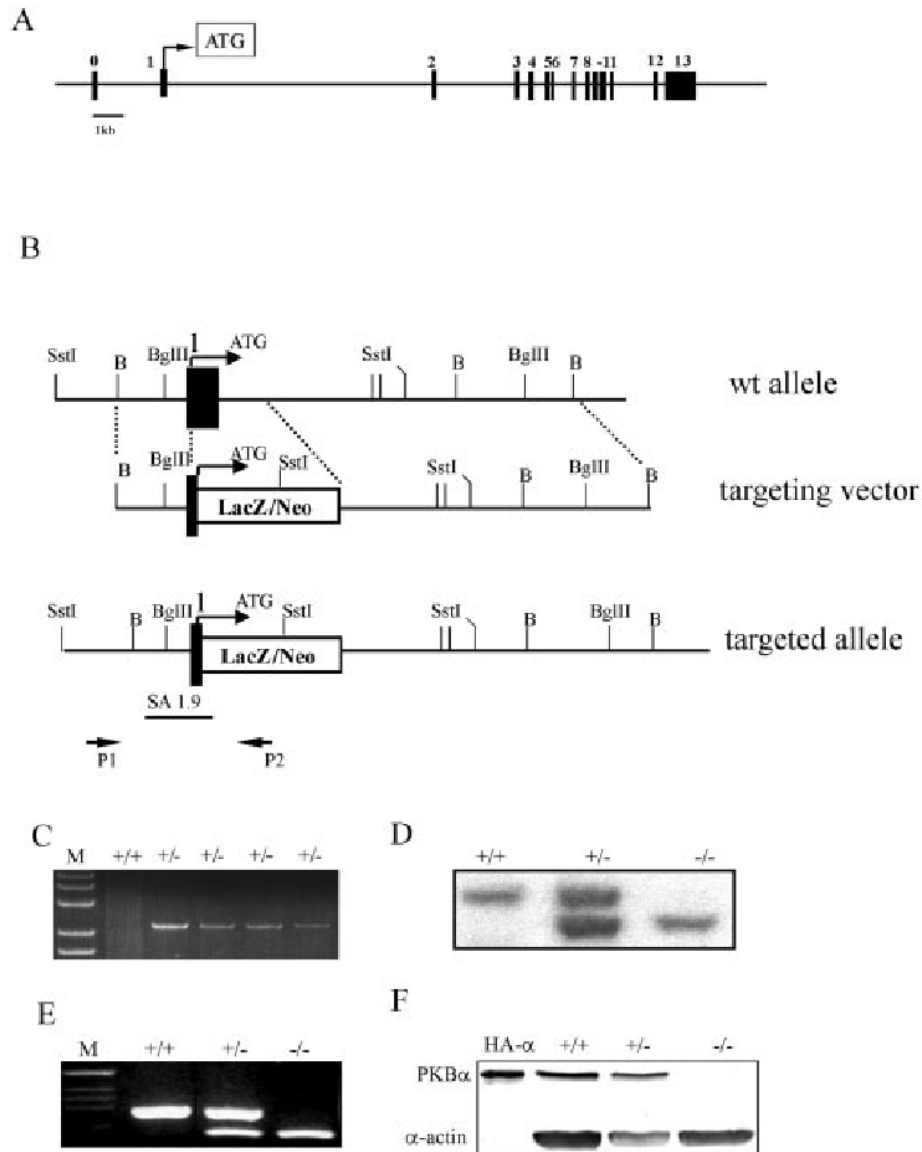 A
ATG
0 1 2 3 4 56 7 8 -11 12 13
1kb
B
SstI B BglII 1 ATG SstI B BglII B
wt allele
B BglII ATG SstI SstI B BglII B
LacZ/Neo
targeting vector
SstI B BglII 1 ATG SstI SstI B BglII B
LacZ/Neo
targeted allele
SA 1.9
P1 P2
C
M +/+ +/- +/- +/- +/-
D
+/+ +/- -/-
E
M +/+ +/- -/-
F
HA-α +/+ +/- -/-
PKBα
α-actin